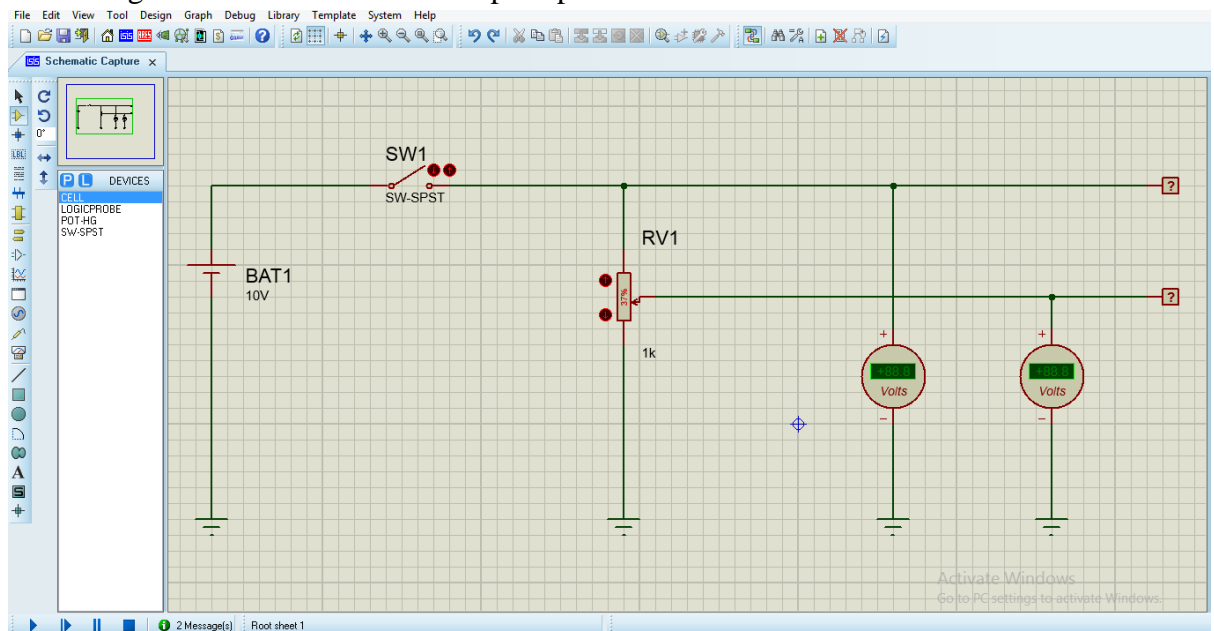 File Edit View Tool Design Graph Debug Library Template System Help
Schematic Capture
0°
LBL
P L DEVICES
CELL
LOGICPROBE
POT-HG
SW-SPST
SW1
SW-SPST
?
RV1
BAT1
10V
37%
?
1k
+88.8
Volts
+88.8
Volts
A
S
Activate Windows
Go to PC settings to activate Windows.
2 Message(s) Root sheet 1